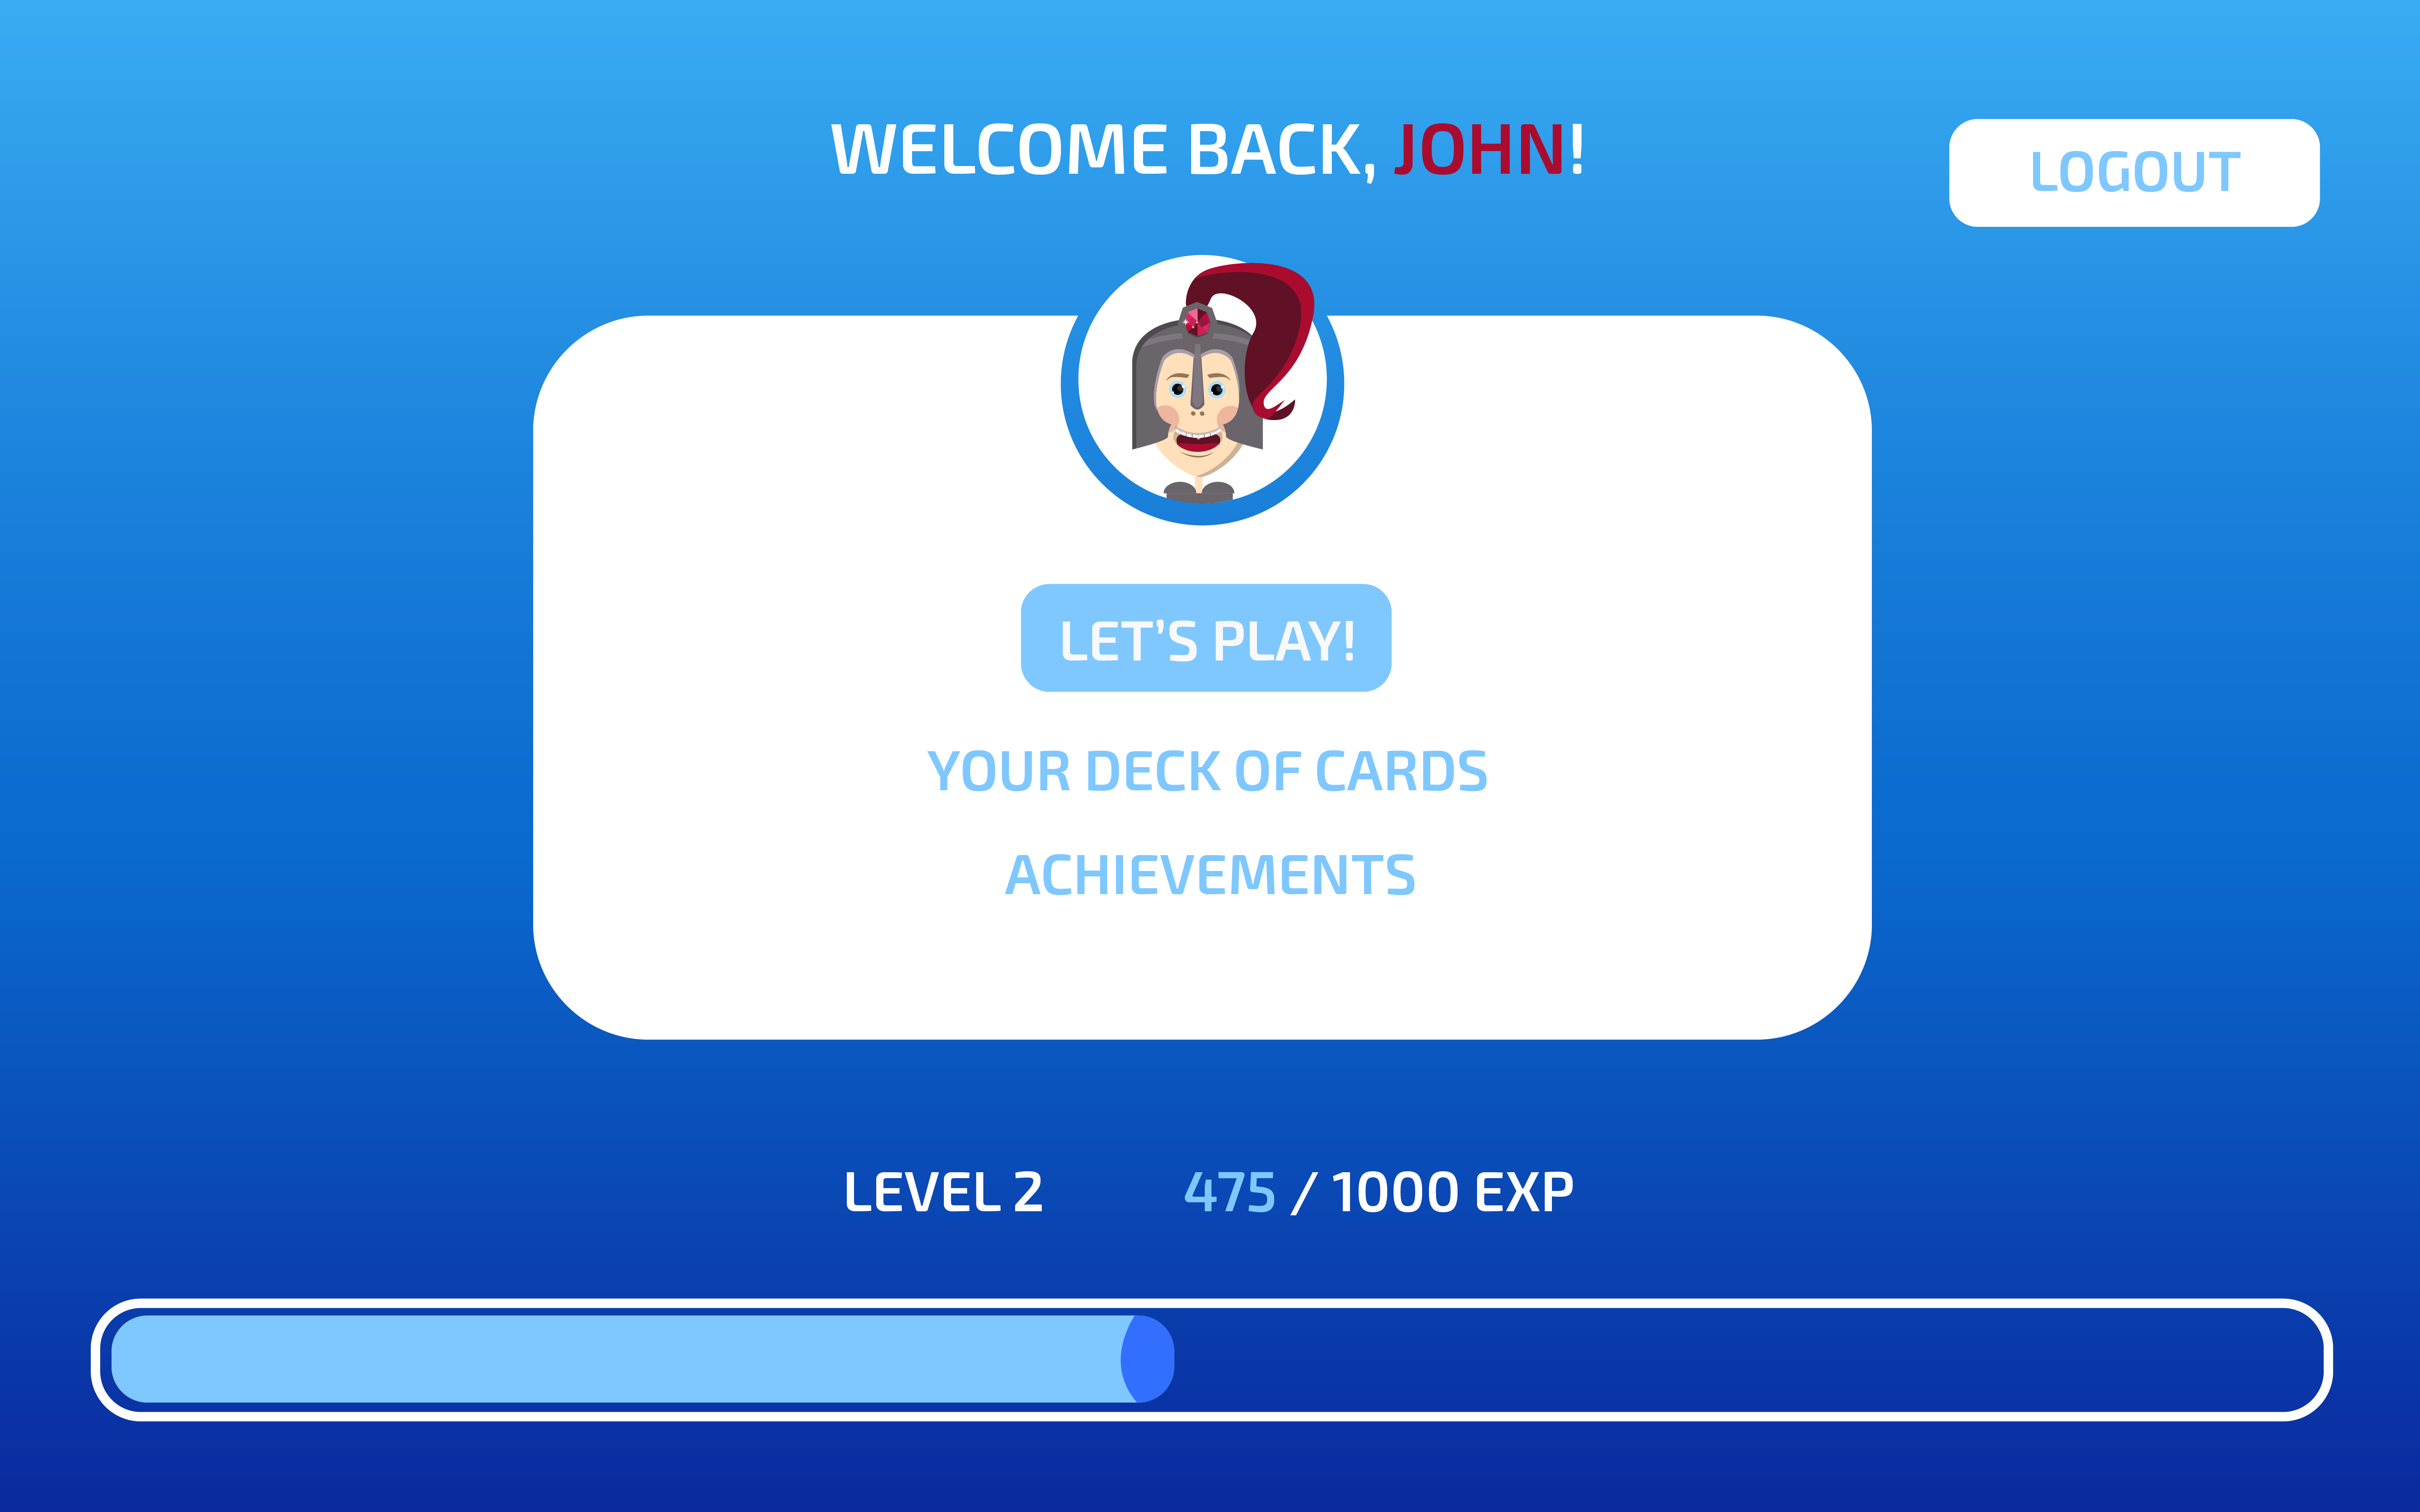 WELCOME BACK, JOHN!
LOGOUT
LET'S PLAY!
YOUR DECK OF CARDS
ACHIEVEMENTS
LEVEL 2
475 / 1000 EXP